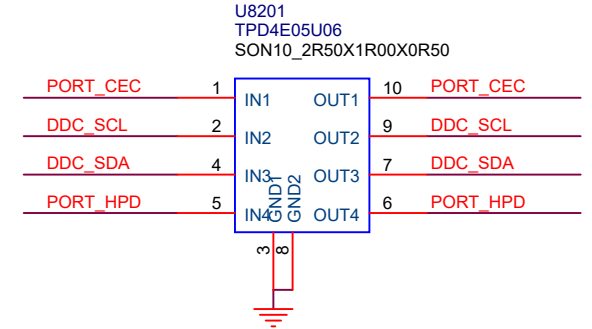 U8201
TPD4E05U06
SON10_2R50X1R00X0R50
PORT_CEC 1 IN1 OUT1 10 PORT_CEC
DDC_SCL 2 IN2 OUT2 9 DDC_SCL
DDC_SDA 4 IN3 OUT3 7 DDC_SDA
PORT_HPD 5 IN4 OUT4 6 PORT_HPD
GND1 GND2
3 8